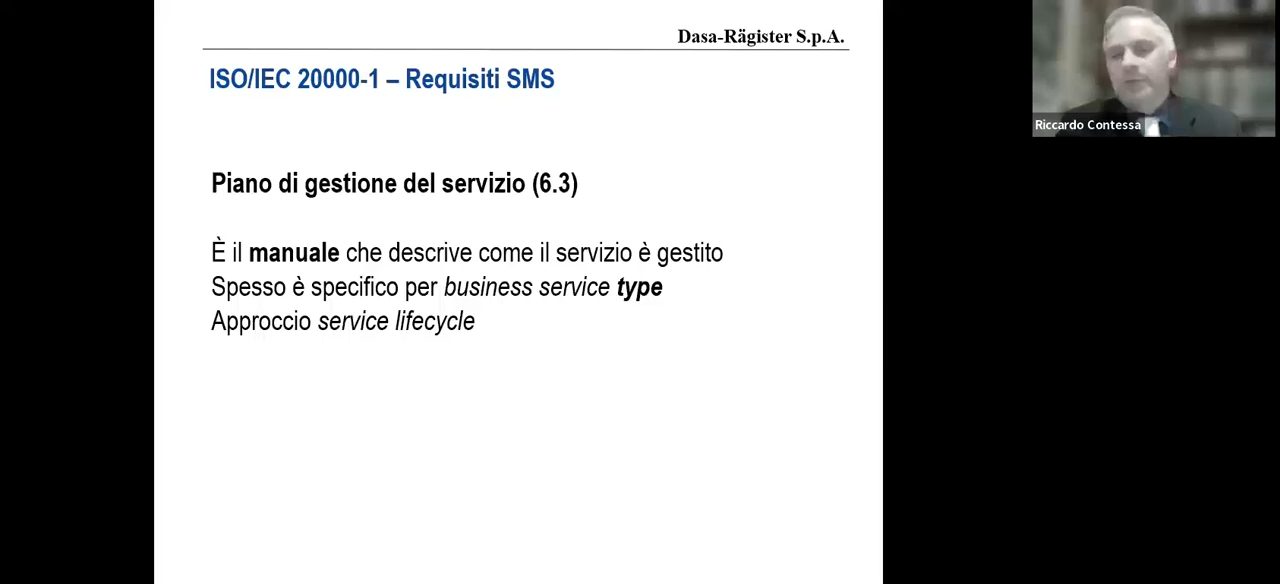 Dasa-Rägister S.p.A.
ISO/IEC 20000-1 – Requisiti SMS
Riccardo Contessa
Piano di gestione del servizio (6.3)
È il manuale che descrive come il servizio è gestito
Spesso è specifico per business service type
Approccio service lifecycle